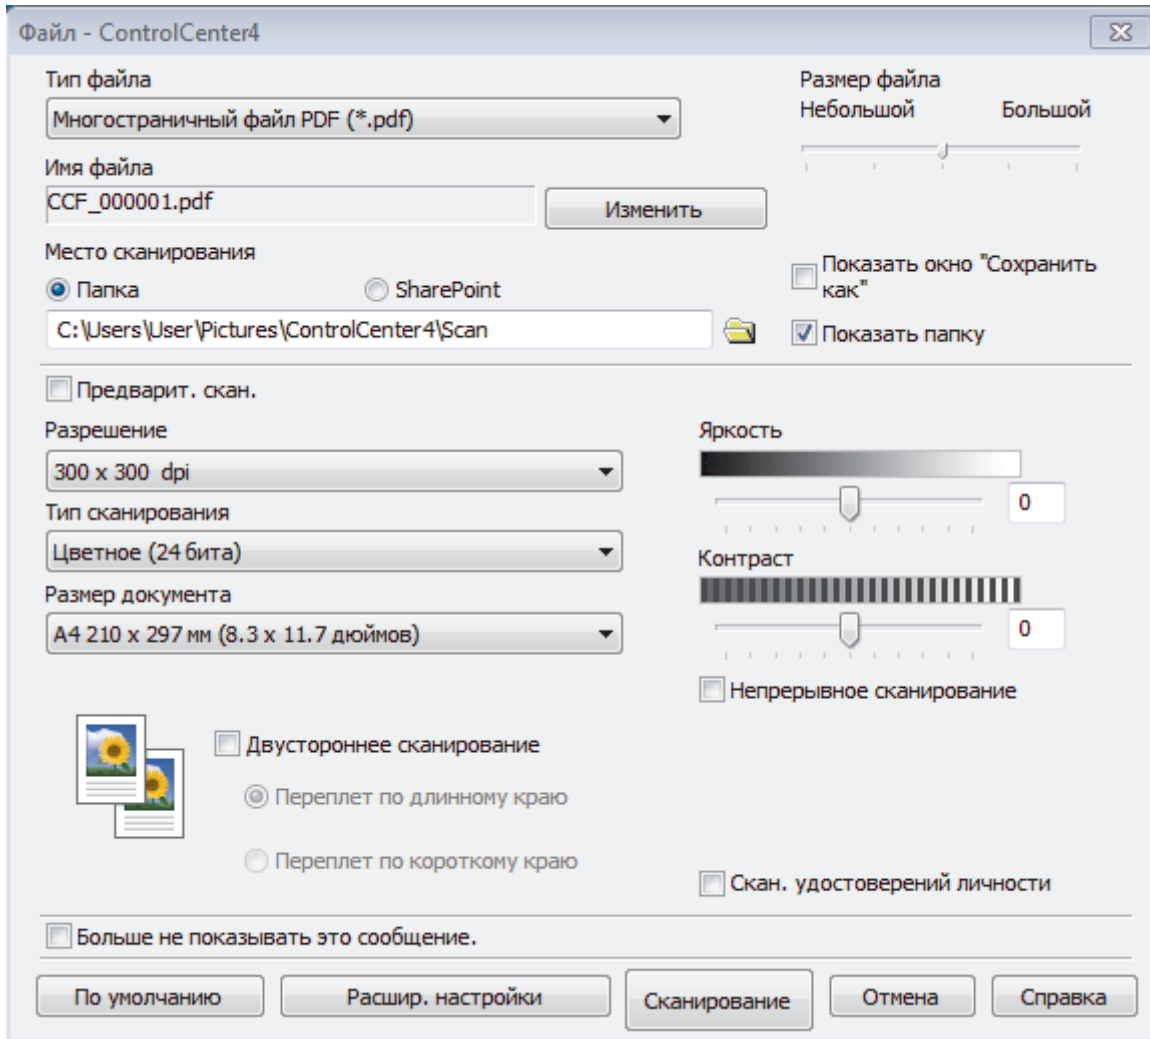 Файл - ControlCenter4
Тип файла
Размер файла
Многостраничный файл PDF (*.pdf)
Небольшой Большой
Имя файла
CCF_000001.pdf
Изменить
Место сканирования
Папка SharePoint
Показать окно "Сохранить
как"
C:\Users\User\Pictures\ControlCenter4\Scan
Показать папку
Предварит. скан.
Разрешение
Яркость
300 x 300 dpi
0
Тип сканирования
Цветное (24 бита)
Контраст
Размер документа
A4 210 x 297 мм (8.3 x 11.7 дюймов)
0
Непрерывное сканирование
Двустороннее сканирование
Переплет по длинному краю
Переплет по короткому краю
Скан. удостоверений личности
Больше не показывать это сообщение.
По умолчанию Расшир. настройки Сканирование Отмена Справка